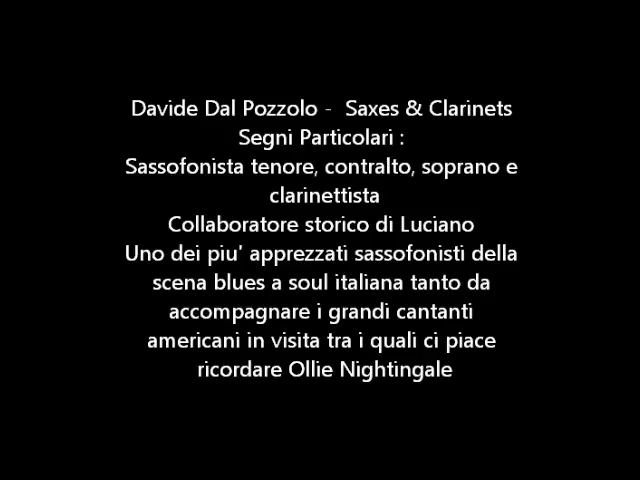 Davide Dal Pozzolo -  Saxes & Clarinets
Segni Particolari :
Sassofonista tenore, contralto, soprano e
clarinettista
Collaboratore storico di Luciano
Uno dei piu' apprezzati sassofonisti della
scena blues a soul italiana tanto da
accompagnare i grandi cantanti
americani in visita tra i quali ci piace
ricordare Ollie Nightingale